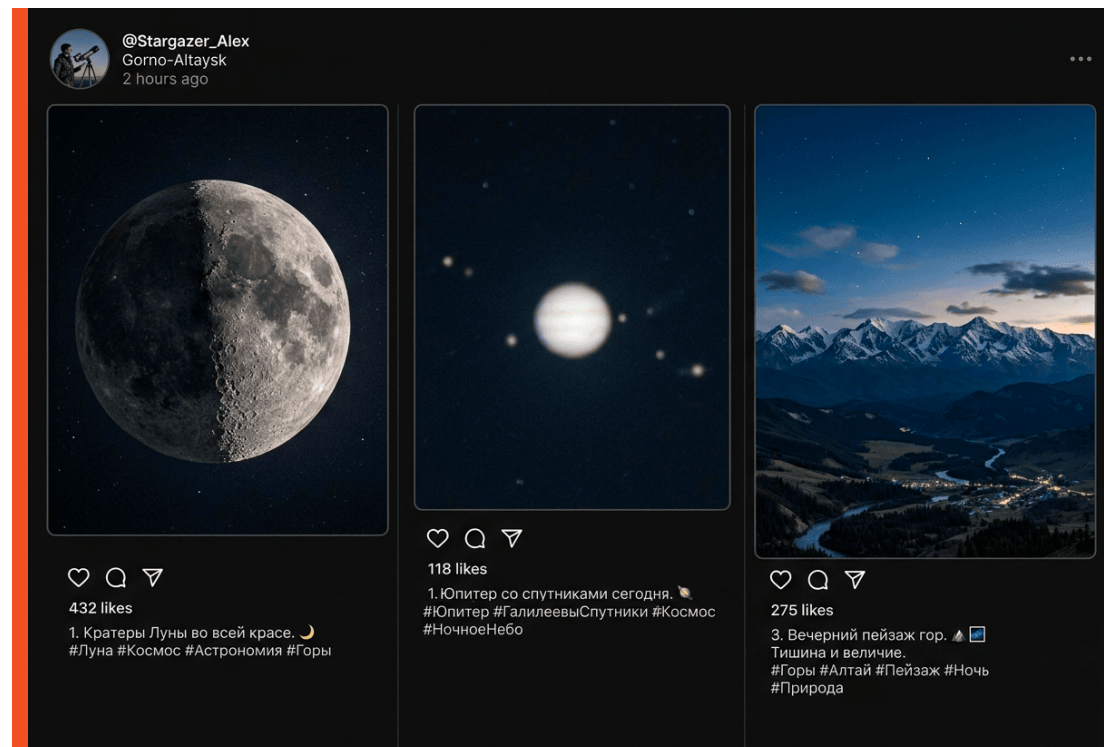 @Stargazer_Alex
Gorno-Altaysk
2 hours ago
432 likes
1. Кратеры Луны во всей красе. 🌙
#Луна #Космос #Астрономия #Горы
118 likes
1.Юпитер со спутниками сегодня. 🪐
#Юпитер #ГалилеевыСпутники #Космос
#НочноеНебо
275 likes
3. Вечерний пейзаж гор. ⛰️🌌
Тишина и величие.
#Горы #Алтай #Пейзаж #Ночь
#Природа